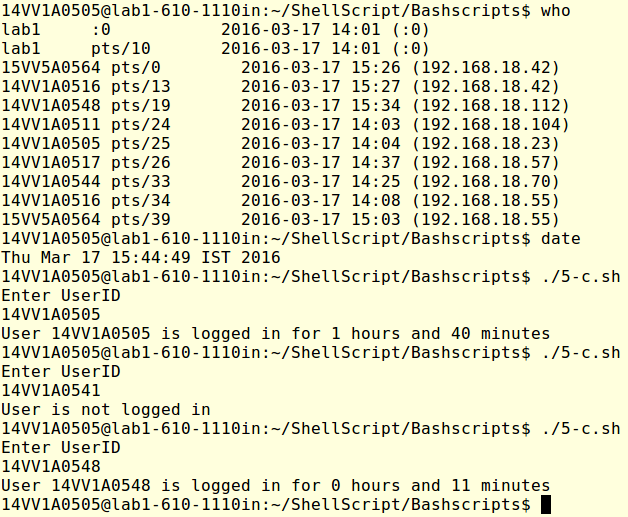 14VV1A0505@lab1-610-1110in:~/ShellScript/Bashscripts$ who
lab1     :0           2016-03-17 14:01 (:0)
lab1     pts/10       2016-03-17 14:01 (:0)
15VV5A0564 pts/0        2016-03-17 15:26 (192.168.18.42)
14VV1A0516 pts/13       2016-03-17 15:27 (192.168.18.42)
14VV1A0548 pts/19       2016-03-17 15:34 (192.168.18.112)
14VV1A0511 pts/24       2016-03-17 14:03 (192.168.18.104)
14VV1A0505 pts/25       2016-03-17 14:04 (192.168.18.23)
14VV1A0517 pts/26       2016-03-17 14:37 (192.168.18.57)
14VV1A0544 pts/33       2016-03-17 14:25 (192.168.18.70)
14VV1A0516 pts/34       2016-03-17 14:08 (192.168.18.55)
15VV5A0564 pts/39       2016-03-17 15:03 (192.168.18.55)
14VV1A0505@lab1-610-1110in:~/ShellScript/Bashscripts$ date
Thu Mar 17 15:44:49 IST 2016
14VV1A0505@lab1-610-1110in:~/ShellScript/Bashscripts$ ./5-c.sh
Enter UserID
14VV1A0505
User 14VV1A0505 is logged in for 1 hours and 40 minutes
14VV1A0505@lab1-610-1110in:~/ShellScript/Bashscripts$ ./5-c.sh
Enter UserID
14VV1A0541
User is not logged in
14VV1A0505@lab1-610-1110in:~/ShellScript/Bashscripts$ ./5-c.sh
Enter UserID
14VV1A0548
User 14VV1A0548 is logged in for 0 hours and 11 minutes
14VV1A0505@lab1-610-1110in:~/ShellScript/Bashscripts$